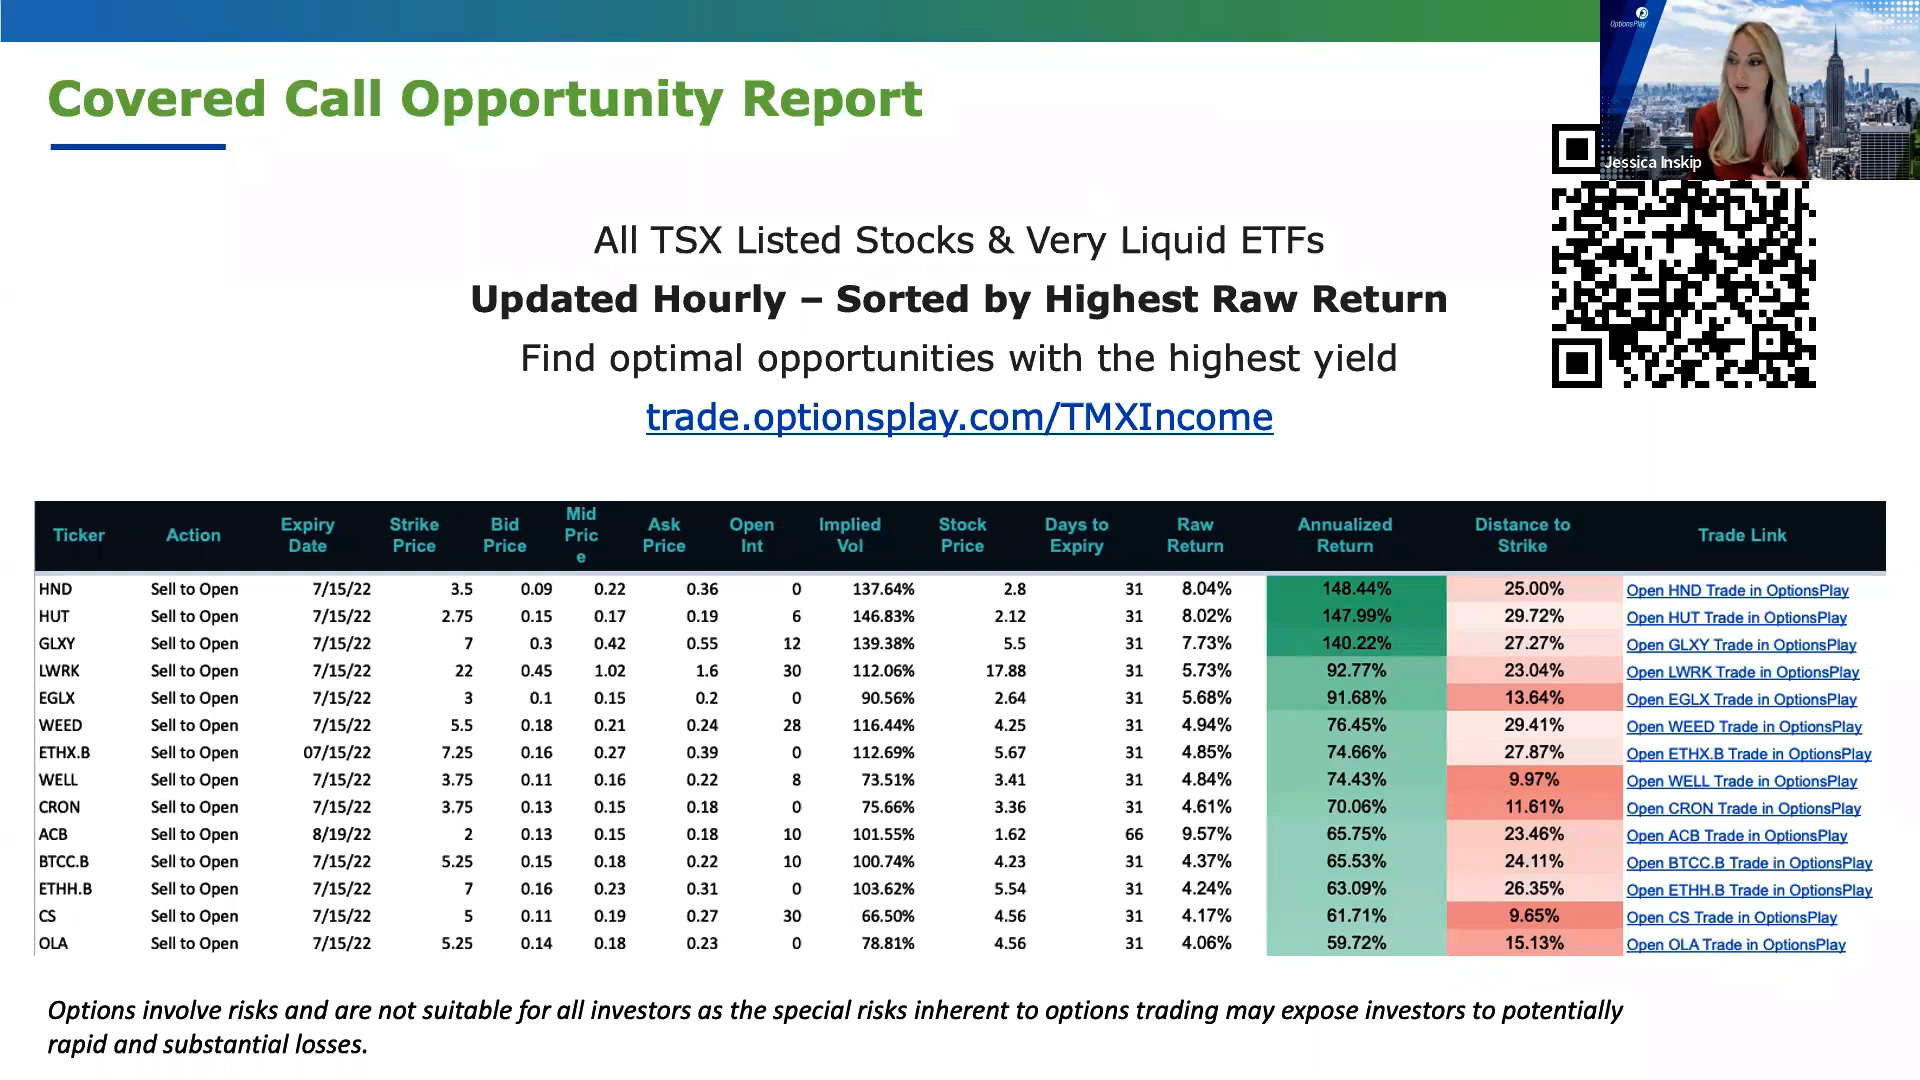 OptionsPlay
Jessica Inskip
Covered Call Opportunity Report
All TSX Listed Stocks & Very Liquid ETFs
Updated Hourly – Sorted by Highest Raw Return
Find optimal opportunities with the highest yield
trade.optionsplay.com/TMXIncome
Ticker Action Expiry Date Strike Price Bid Price Mid Pric e Ask Price Open Int Implied Vol Stock Price Days to Expiry Raw Return Annualized Return Distance to Strike Trade Link
HND Sell to Open 7/15/22 3.5 0.09 0.22 0.36 0 137.64% 2.8 31 8.04% 148.44% 25.00% Open HND Trade in OptionsPlay
HUT Sell to Open 7/15/22 2.75 0.15 0.17 0.19 6 146.83% 2.12 31 8.02% 147.99% 29.72% Open HUT Trade in OptionsPlay
GLXY Sell to Open 7/15/22 7 0.3 0.42 0.55 12 139.38% 5.5 31 7.73% 140.22% 27.27% Open GLXY Trade in OptionsPlay
LWRK Sell to Open 7/15/22 22 0.45 1.02 1.6 30 112.06% 17.88 31 5.73% 92.77% 23.04% Open LWRK Trade in OptionsPlay
EGLX Sell to Open 7/15/22 3 0.1 0.15 0.2 0 90.56% 2.64 31 5.68% 91.68% 13.64% Open EGLX Trade in OptionsPlay
WEED Sell to Open 7/15/22 5.5 0.18 0.21 0.24 28 116.44% 4.25 31 4.94% 76.45% 29.41% Open WEED Trade in OptionsPlay
ETHX.B Sell to Open 07/15/22 7.25 0.16 0.27 0.39 0 112.69% 5.67 31 4.85% 74.66% 27.87% Open ETHX.B Trade in OptionsPlay
WELL Sell to Open 7/15/22 3.75 0.11 0.16 0.22 8 73.51% 3.41 31 4.84% 74.43% 9.97% Open WELL Trade in OptionsPlay
CRON Sell to Open 7/15/22 3.75 0.13 0.15 0.18 0 75.66% 3.36 31 4.61% 70.06% 11.61% Open CRON Trade in OptionsPlay
ACB Sell to Open 8/19/22 2 0.13 0.15 0.18 10 101.55% 1.62 66 9.57% 65.75% 23.46% Open ACB Trade in OptionsPlay
BTCC.B Sell to Open 7/15/22 5.25 0.15 0.18 0.22 10 100.74% 4.23 31 4.37% 65.53% 24.11% Open BTCC.B Trade in OptionsPlay
ETHH.B Sell to Open 7/15/22 7 0.16 0.23 0.31 0 103.62% 5.54 31 4.24% 63.09% 26.35% Open ETHH.B Trade in OptionsPlay
CS Sell to Open 7/15/22 5 0.11 0.19 0.27 30 66.50% 4.56 31 4.17% 61.71% 9.65% Open CS Trade in OptionsPlay
OLA Sell to Open 7/15/22 5.25 0.14 0.18 0.23 0 78.81% 4.56 31 4.06% 59.72% 15.13% Open OLA Trade in OptionsPlay
Options involve risks and are not suitable for all investors as the special risks inherent to options trading may expose investors to potentially
rapid and substantial losses.